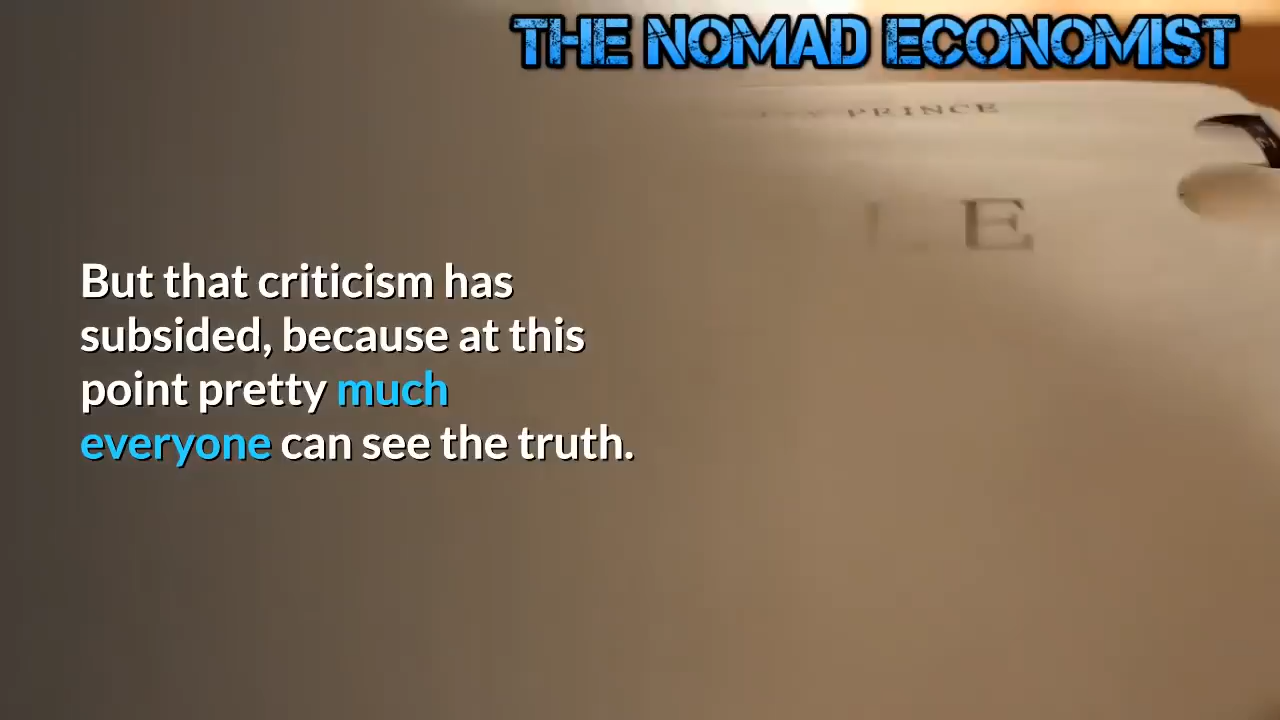 THE NOMAD ECONOMIST
PRINCE
E
But that criticism has
subsided, because at this
point pretty much
everyone can see the truth.